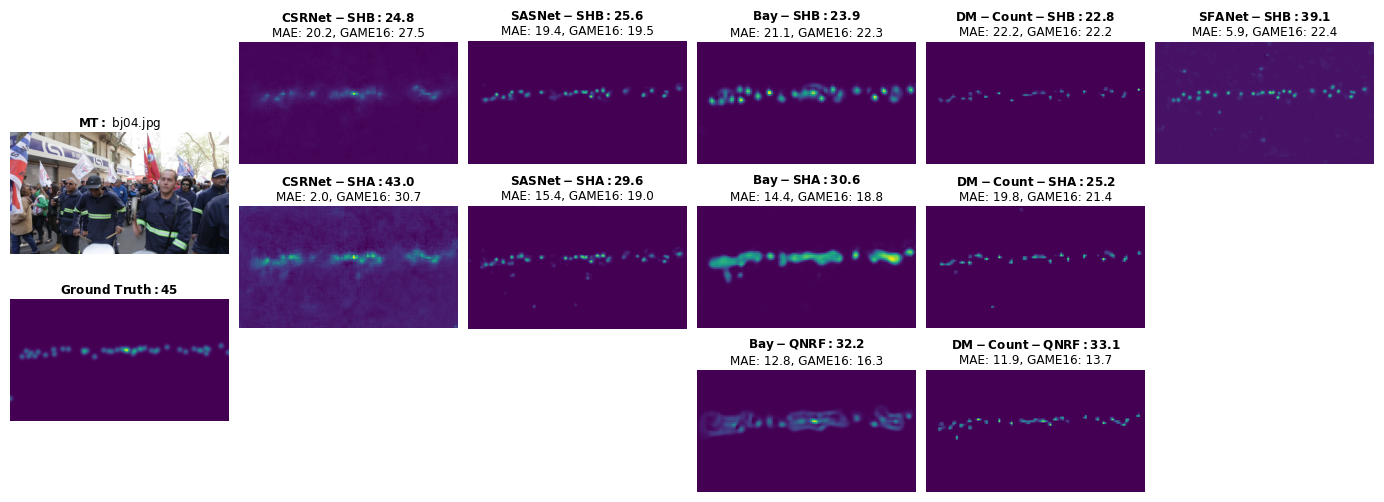 CSRNet−SHB: 24.8
MAE: 20.2, GAME16: 27.5
SASNet−SHB: 25.6
MAE: 19.4, GAME16: 19.5
Bay−SHB: 23.9
MAE: 21.1, GAME16: 22.3
DM−Count−SHB: 22.8
MAE: 22.2, GAME16: 22.2
SFANet−SHB: 39.1
MAE: 5.9, GAME16: 22.4
MT: bj04.jpg
CSRNet−SHA: 43.0
MAE: 2.0, GAME16: 30.7
SASNet−SHA: 29.6
MAE: 15.4, GAME16: 19.0
Bay−SHA: 30.6
MAE: 14.4, GAME16: 18.8
DM−Count−SHA: 25.2
MAE: 19.8, GAME16: 21.4
Ground Truth: 45
Bay−QNRF: 32.2
MAE: 12.8, GAME16: 16.3
DM−Count−QNRF: 33.1
MAE: 11.9, GAME16: 13.7